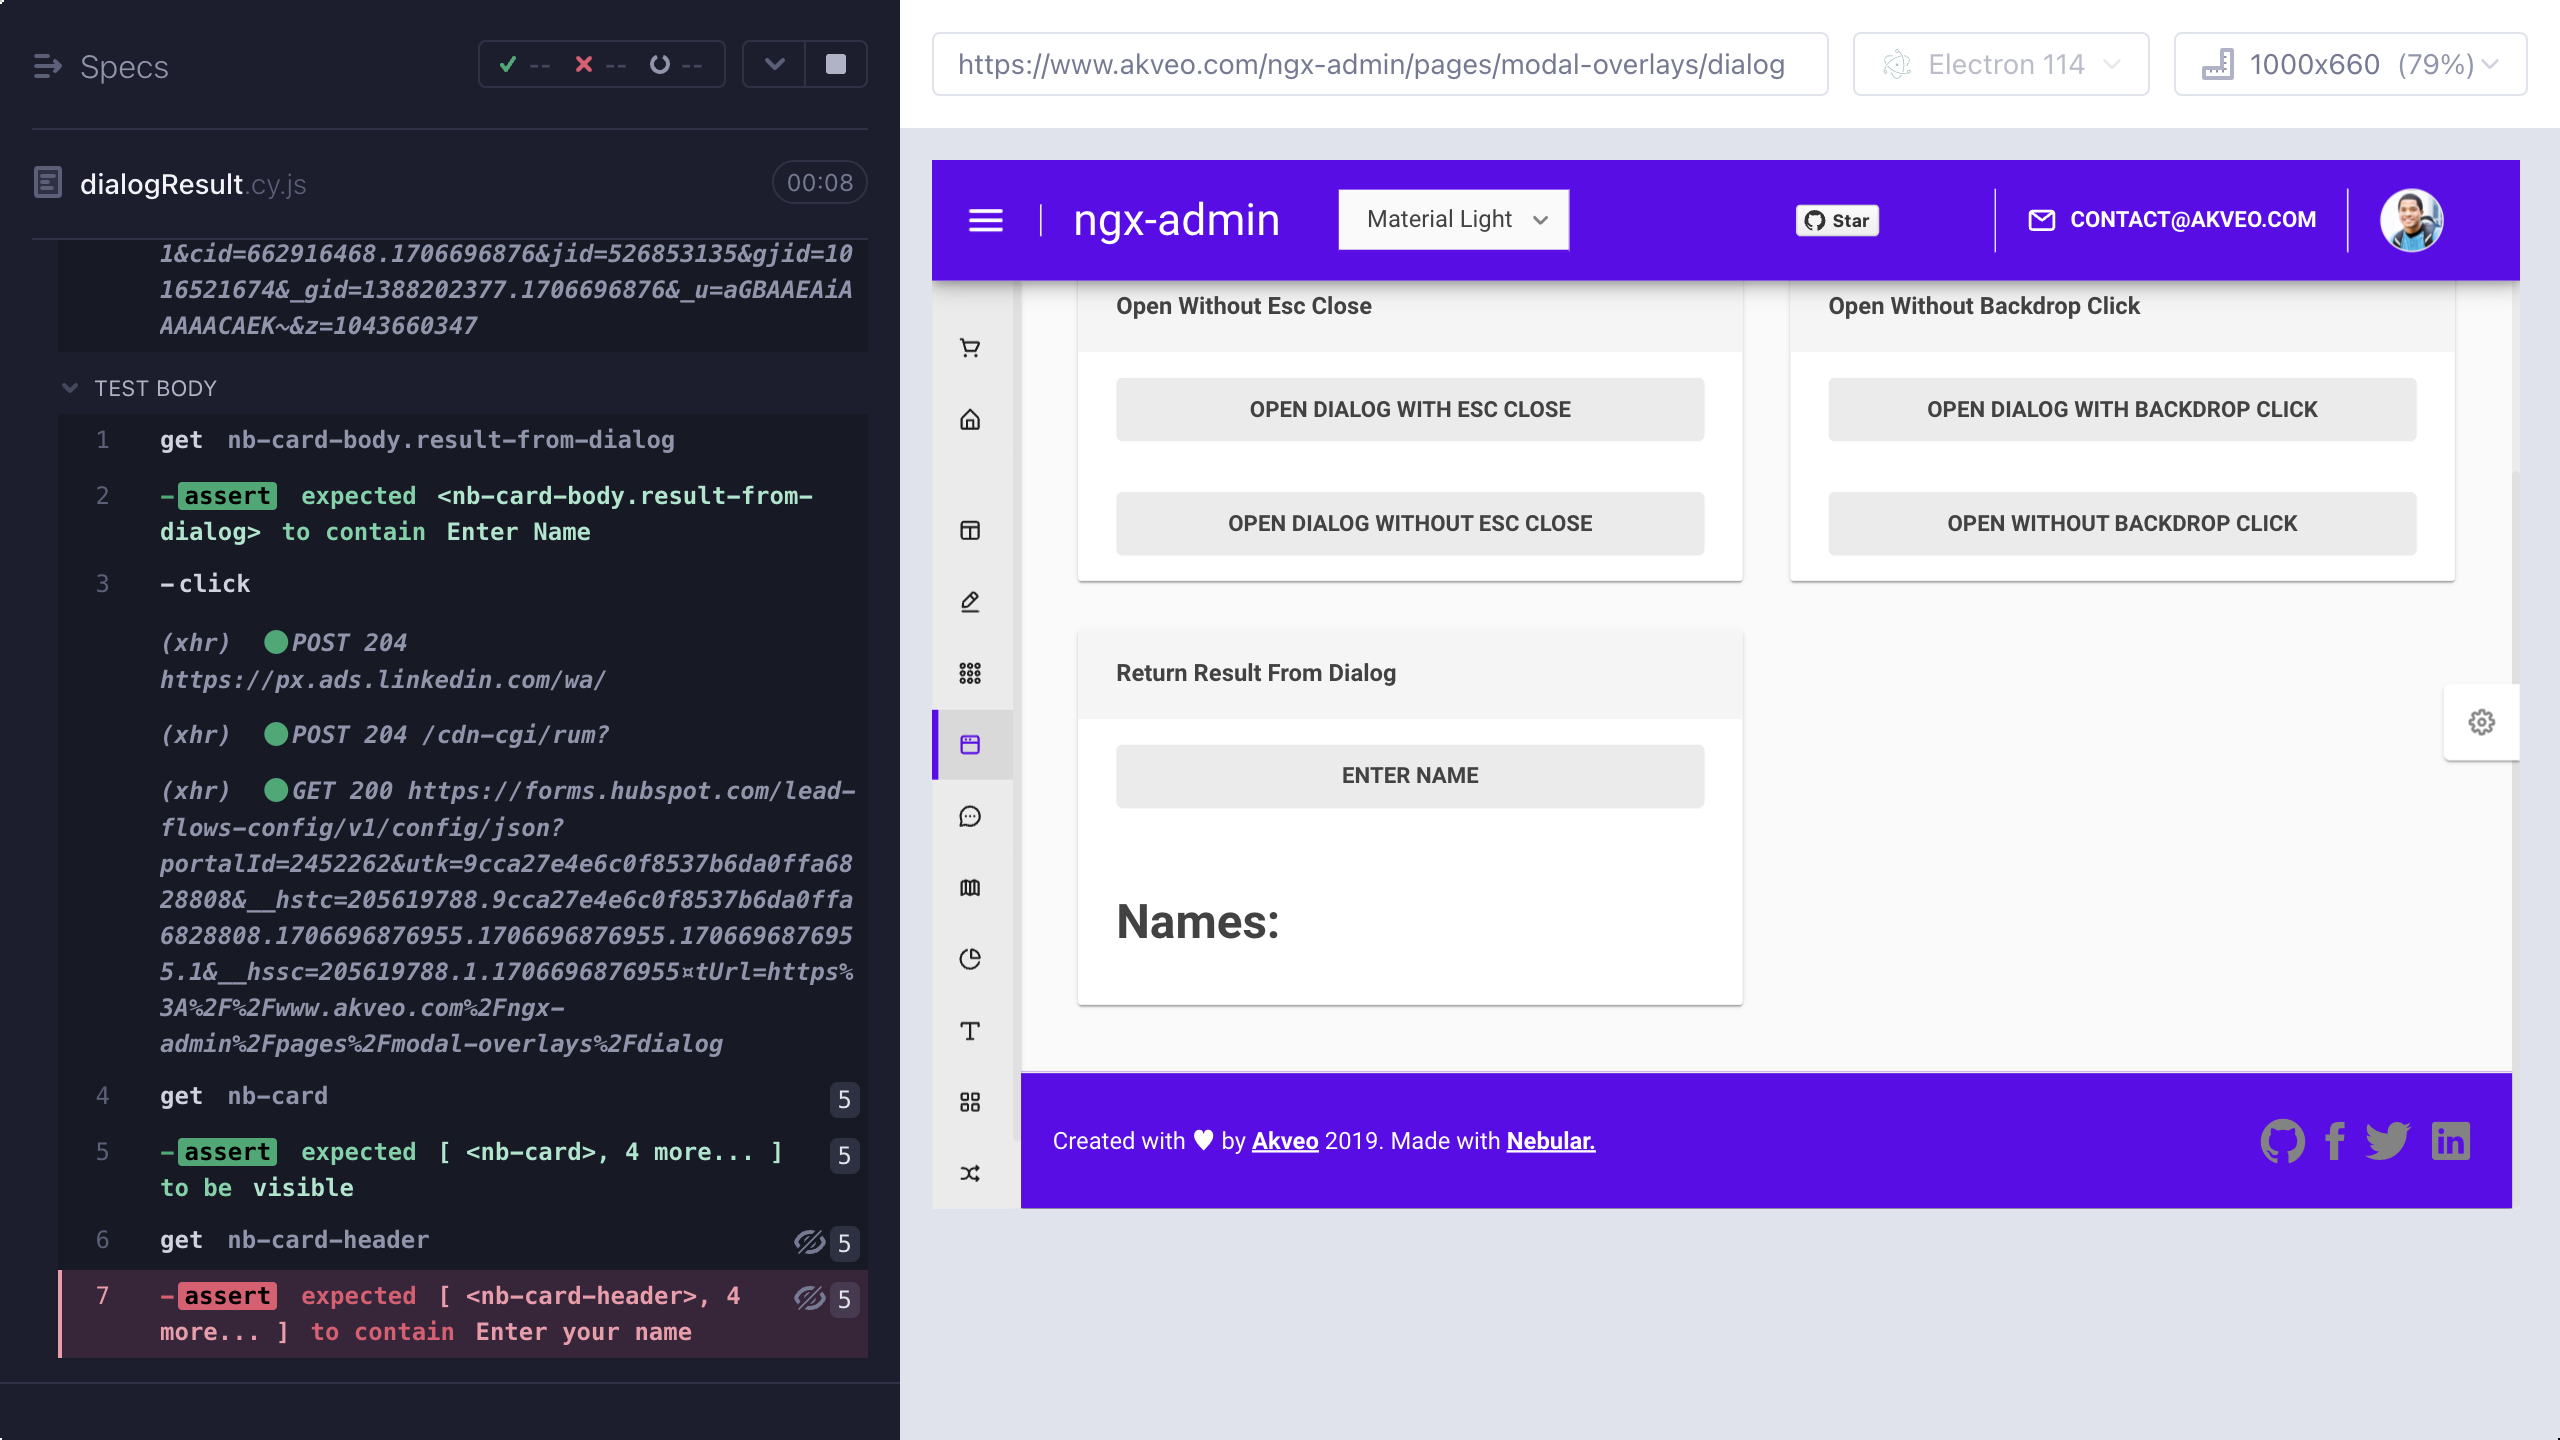 Specs
-- -- --
dialogResult.cy.js
00:08
1&cid=662916468.1706696876&jid=526853135&gjid=10
16521674&_gid=1388202377.1706696876&_u=aGBAAEAiA
AAAACAEK~&z=1043660347
TEST BODY
1 get nb-card-body.result-from-dialog
2 -assert expected <nb-card-body.result-from-
dialog> to contain Enter Name
3 -click
(xhr) POST 204
https://px.ads.linkedin.com/wa/
(xhr) POST 204 /cdn-cgi/rum?
(xhr) GET 200 https://forms.hubspot.com/lead-
flows-config/v1/config/json?
portalId=2452262&utk=9cca27e4e6c0f8537b6da0ffa68
28808&__hstc=205619788.9cca27e4e6c0f8537b6da0ffa
6828808.1706696876955.1706696876955.170669687695
5.1&__hssc=205619788.1.1706696876955¤tUrl=https%
3A%2F%2Fwww.akveo.com%2Fngx-
admin%2Fpages%2Fmodal-overlays%2Fdialog
4 get nb-card 5
5 -assert expected [ <nb-card>, 4 more... ] 5
to be visible
6 get nb-card-header 5
7 -assert expected [ <nb-card-header>, 4 5
more... ] to contain Enter your name
https://www.akveo.com/ngx-admin/pages/modal-overlays/dialog
Electron 114
1000x660 (79%)
ngx-admin
Material Light
Star
CONTACT@AKVEO.COM
Open Without Esc Close
OPEN DIALOG WITH ESC CLOSE
OPEN DIALOG WITHOUT ESC CLOSE
Open Without Backdrop Click
OPEN DIALOG WITH BACKDROP CLICK
OPEN WITHOUT BACKDROP CLICK
Return Result From Dialog
ENTER NAME
Names:
Created with ♥ by Akveo 2019. Made with Nebular.